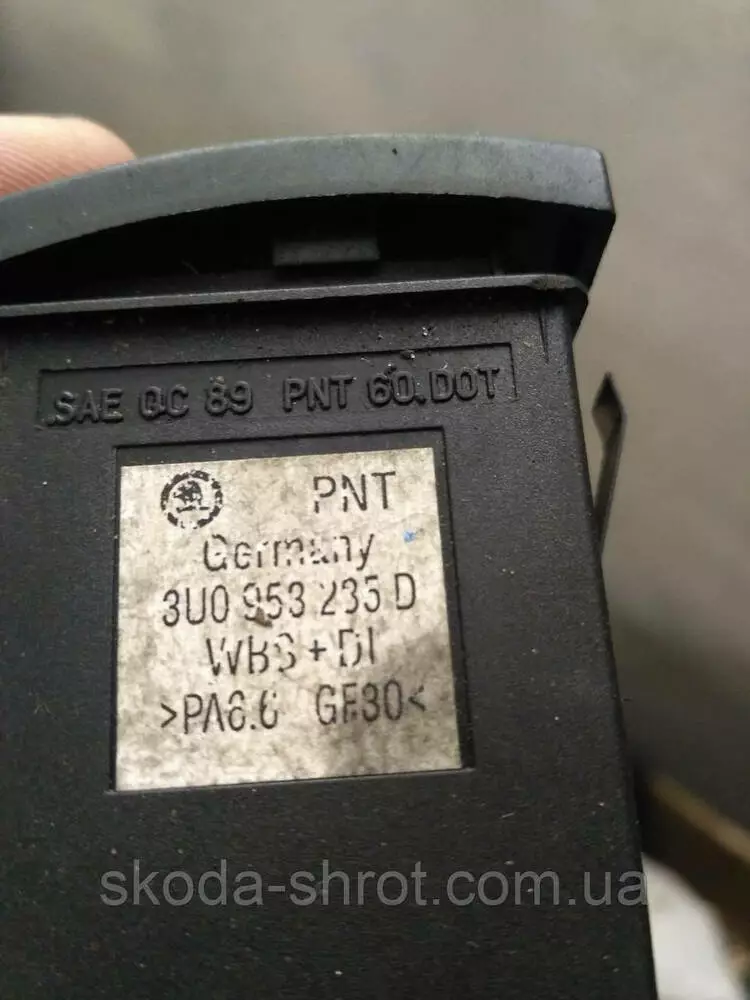 SAE QC 89 PNT 60.DOT
PNT
Germany
3U0 953 235 D
WBS+DI
>PA6.6 GF30<
skoda-shrot.com.ua